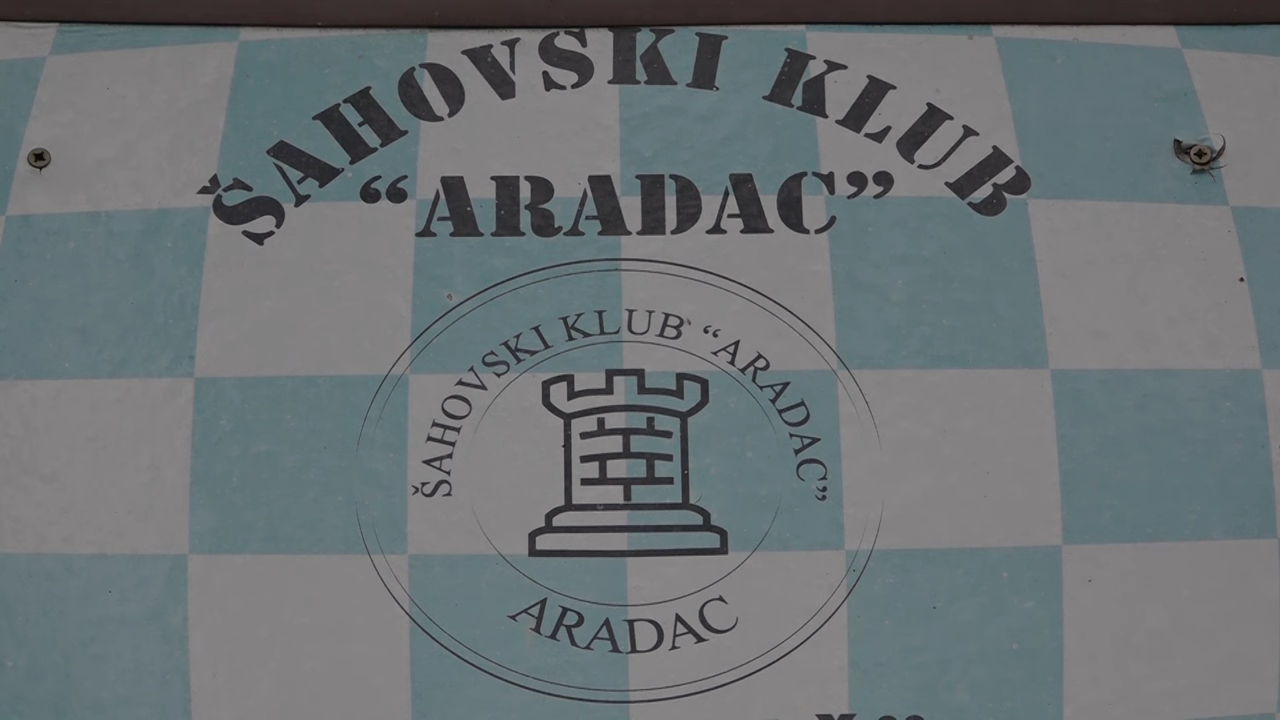 ŠAHOVSKI KLUB
“ARADAC”
ŠAHOVSKI KLUB “ARADAC”
ARADAC